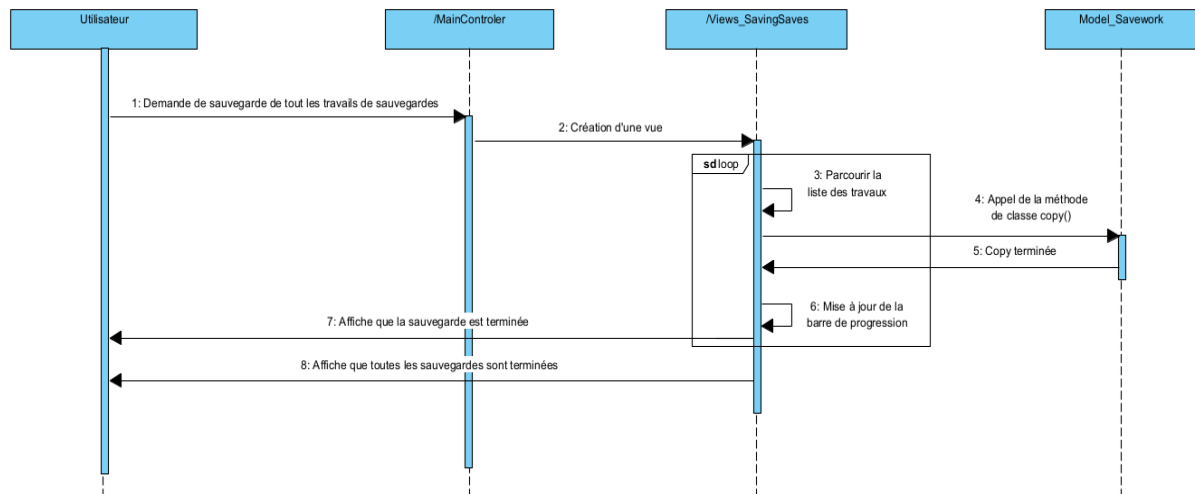 Utilisateur
/MainControler
/Views_SavingSaves
Model_Savework
1: Demande de sauvegarde de tout les travails de sauvegardes
2: Création d'une vue
sd loop
3: Parcourir la
liste des travaux
4: Appel de la méthode
de classe copy()
5: Copy terminée
6: Mise à jour de la
barre de progression
7: Affiche que la sauvegarde est terminée
8: Affiche que toutes les sauvegardes sont terminées